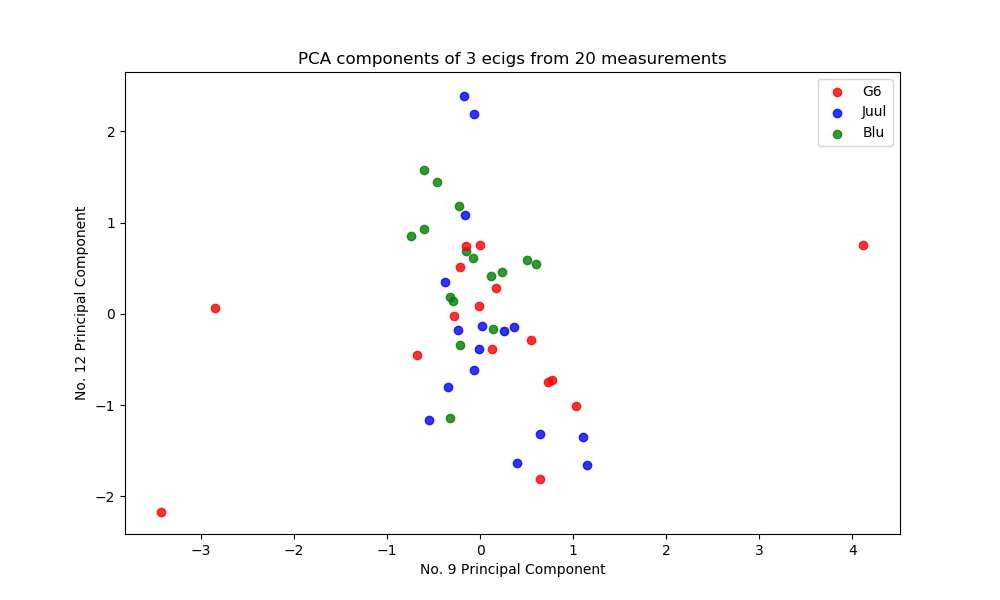 PCA components of 3 ecigs from 20 measurements
G6
Juul
Blu
2
1
0
−1
−2
No. 12 Principal Component
−3
−2
−1
0
1
2
3
4
No. 9 Principal Component